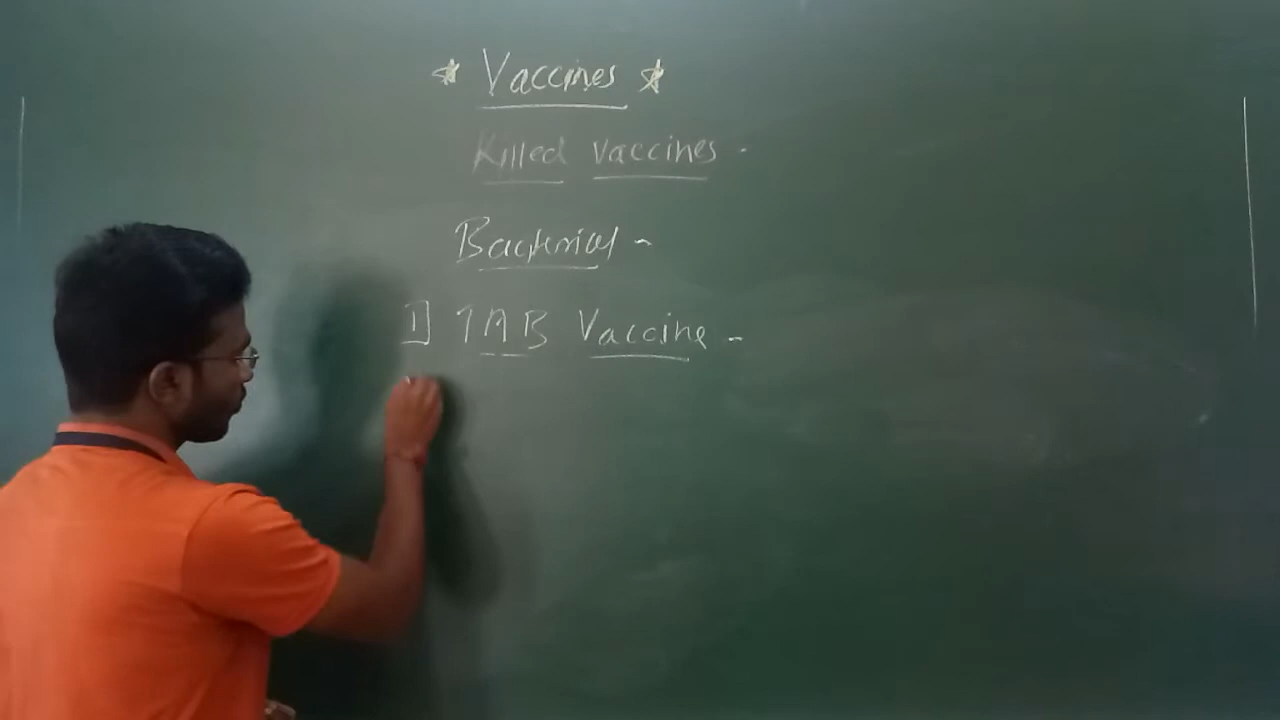 * Vaccines *
Killed vaccines -
Bacterial -
1] TAB Vaccine -